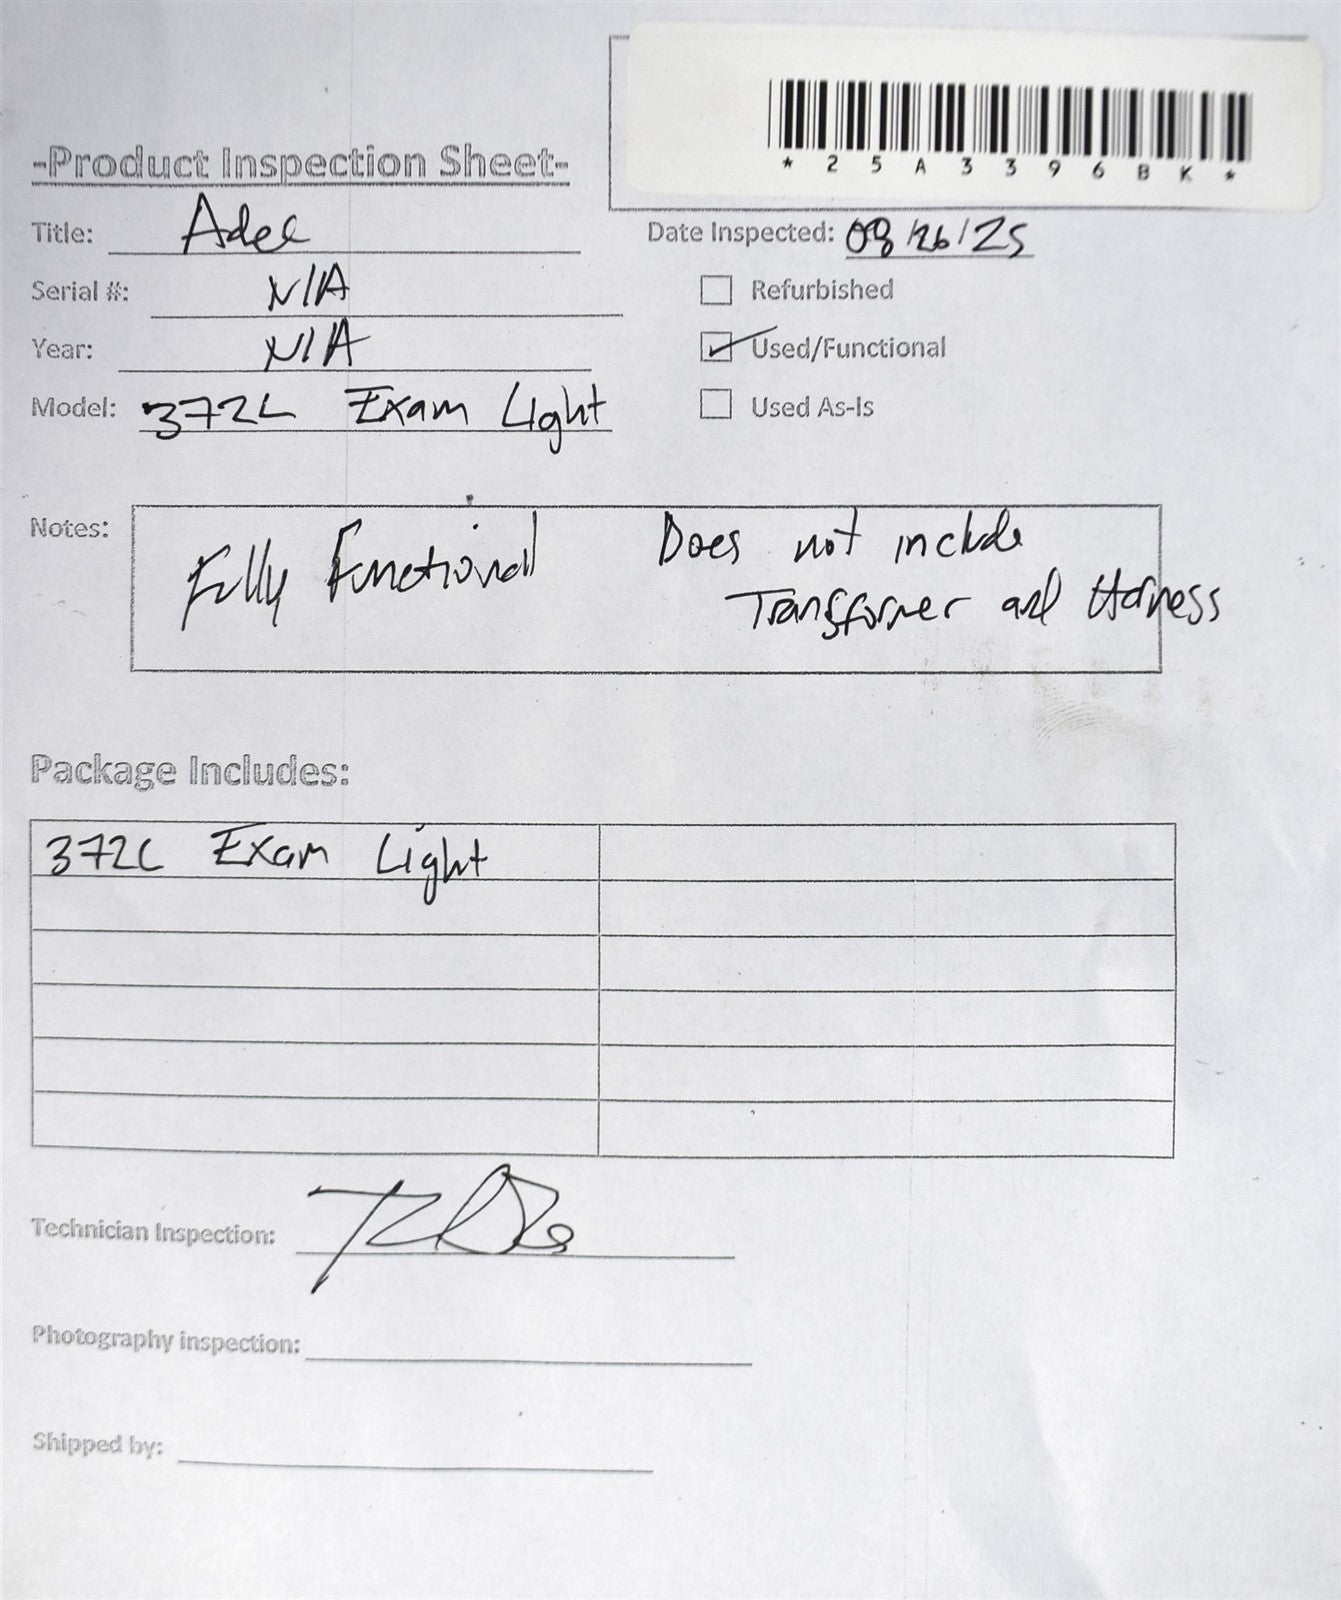 *25A3396BK*
-Product Inspection Sheet-
Title: Adec
Date Inspected: 08/26/25
Serial #: N/A
Refurbished
Year: N/A
Used/Functional
Model: 372L Exam Light
Used As-Is
Notes: Fully Functional
Does not include
Transformer and Harness
Package Includes:
372L Exam Light
Technician Inspection:
Photography inspection:
Shipped by: